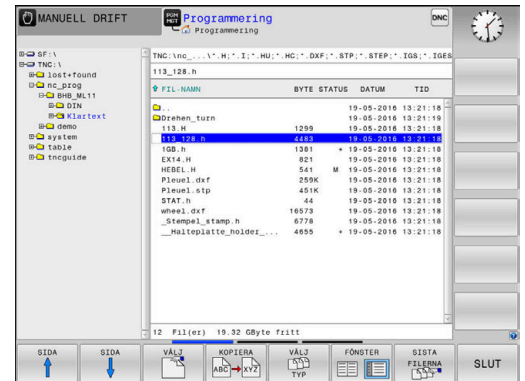 MANUELL DRIFT
PGM MGT
Programmering
Programmering
DNC
SF:\
TNC:\
lost+found
nc_prog
BHB_ML11
DIN
Klartext
demo
system
table
tncguide
TNC:\nc_...\*.H;*.I;*.HU;*.HC;*.DXF;*.STP;*.STEP;*.IGS;*.IGES
113_128.h
FIL-NAMN BYTE STATUS DATUM TID
.. 19-05-2016 13:21:18
Drehen_turn 19-05-2016 13:21:19
113.H 1299 19-05-2016 13:21:18
113_128.h 4483 19-05-2016 13:21:18
1GB.h 1381 + 19-05-2016 13:21:18
EX14.H 821 19-05-2016 13:21:18
HEBEL.H 541 M 19-05-2016 13:21:18
Pleuel.dxf 259K 19-05-2016 13:21:18
Pleuel.stp 451K 19-05-2016 13:21:18
STAT.h 44 19-05-2016 13:21:18
wheel.dxf 16573 19-05-2016 13:21:18
_Stempel_stamp.h 6778 19-05-2016 13:21:18
__Halteplatte_holder_... 4655 + 19-05-2016 13:21:18
12 Fil(er) 19.32 GByte fritt
SIDA
SIDA
VÄLJ
KOPIERA
ABC XYZ
VÄLJ
TYP
FÖNSTER
SISTA
FILERNA
SLUT